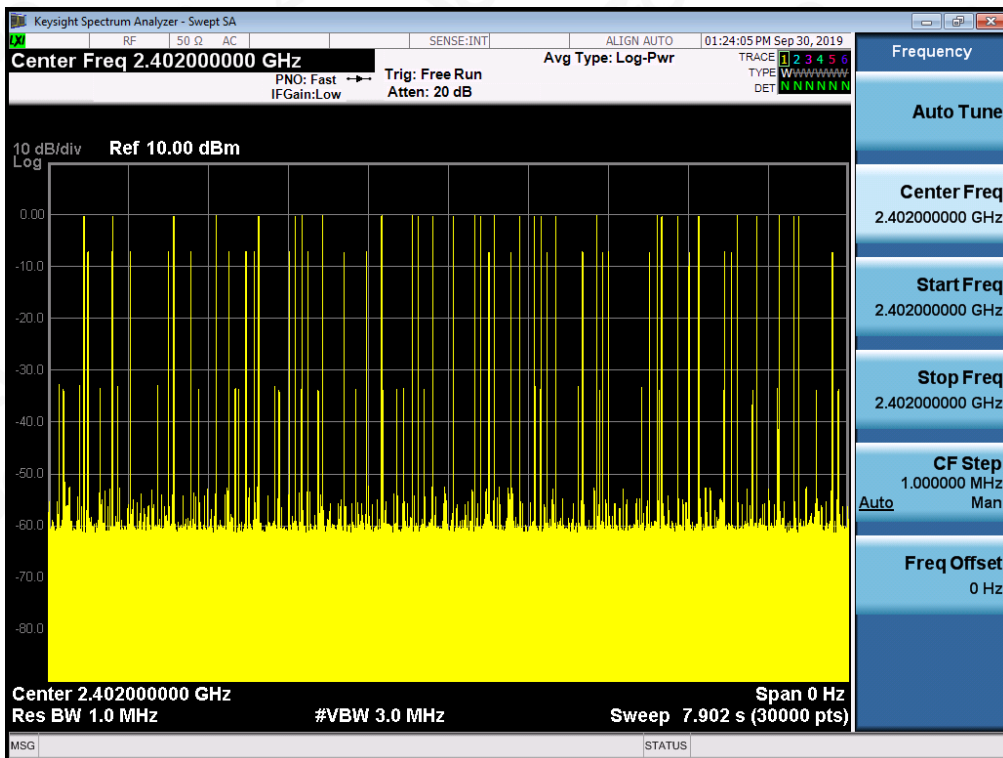 Keysight Spectrum Analyzer - Swept SA
LXI RF 50 Ω AC SENSE:INT ALIGN AUTO 01:24:05 PM Sep 30, 2019
Center Freq 2.402000000 GHz
PNO: Fast
IFGain:Low
Trig: Free Run
Atten: 20 dB
Avg Type: Log-Pwr
TRACE 1 2 3 4 5 6
TYPE WWWWWW
DET N N N N N N
10 dB/div Ref 10.00 dBm
Log
0.00
-10.0
-20.0
-30.0
-40.0
-50.0
-60.0
-70.0
-80.0
Center 2.402000000 GHz Span 0 Hz
Res BW 1.0 MHz #VBW 3.0 MHz Sweep 7.902 s (30000 pts)
MSG STATUS
Frequency
Auto Tune
Center Freq
2.402000000 GHz
Start Freq
2.402000000 GHz
Stop Freq
2.402000000 GHz
CF Step
1.000000 MHz
Auto Man
Freq Offset
0 Hz